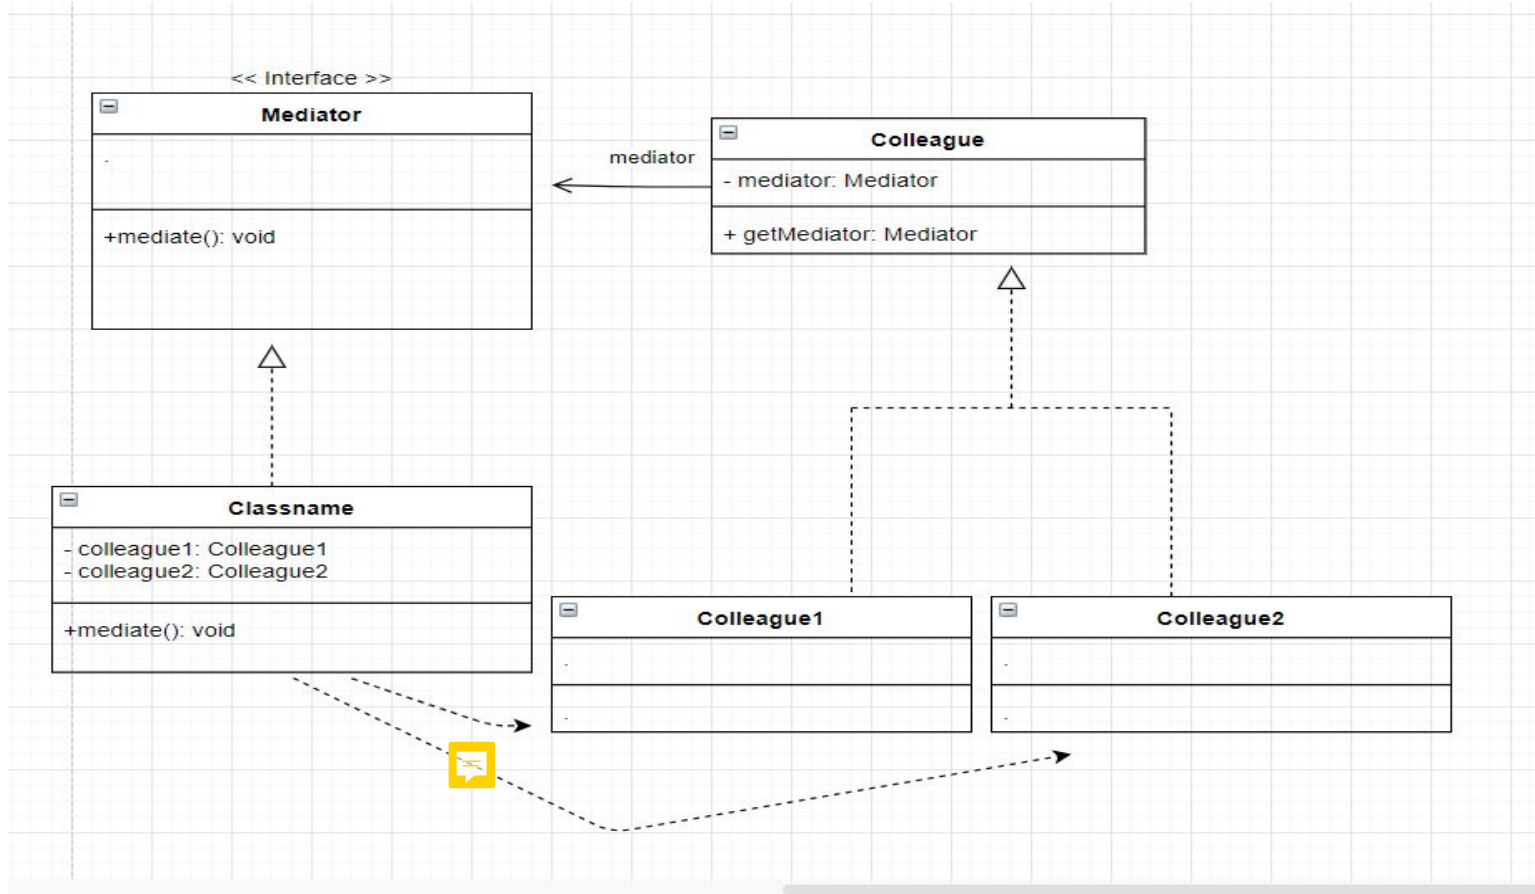 << Interface >>
Mediator
.
+mediate(): void
mediator
Colleague
- mediator: Mediator
+ getMediator: Mediator
Classname
- colleague1: Colleague1
- colleague2: Colleague2
+mediate(): void
Colleague1
.
.
Colleague2
.
.